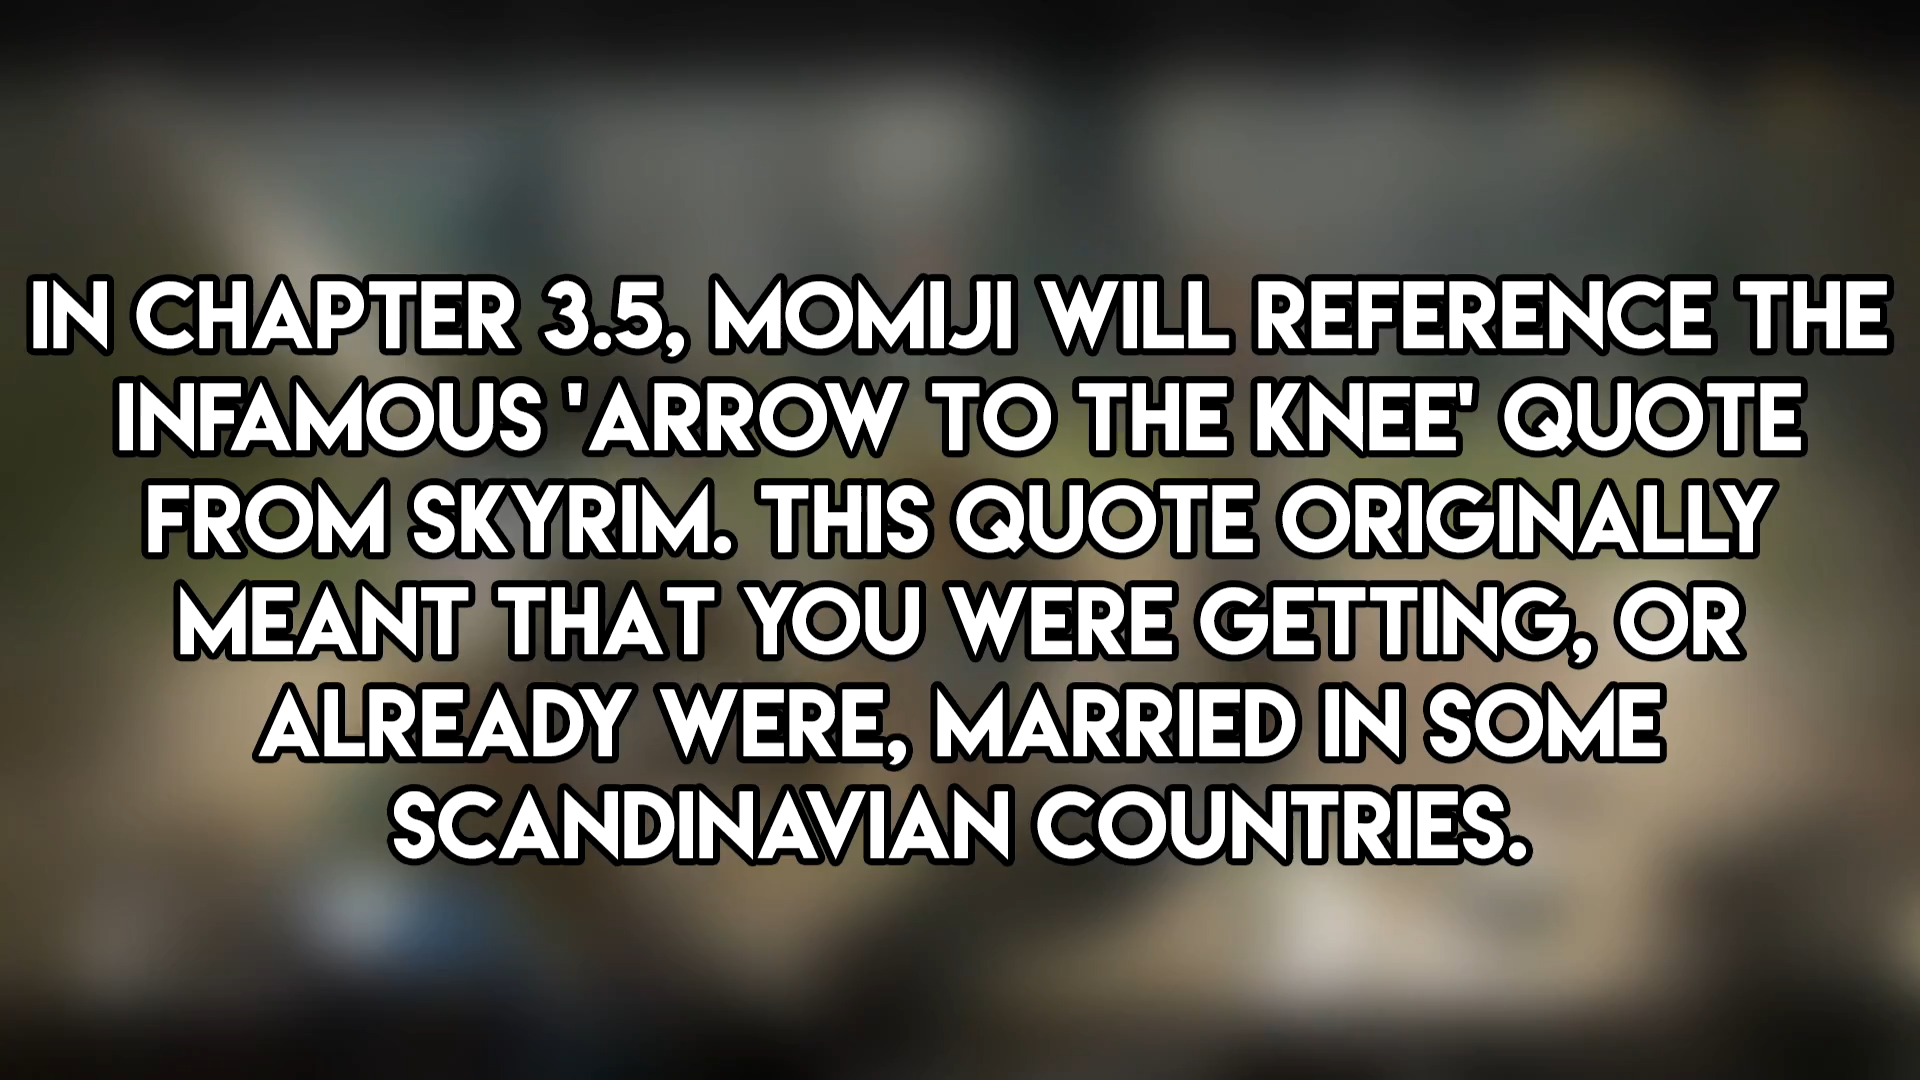 IN CHAPTER 3.5, MOMIJI WILL REFERENCE THE
INFAMOUS 'ARROW TO THE KNEE' QUOTE
FROM SKYRIM. THIS QUOTE ORIGINALLY
MEANT THAT YOU WERE GETTING, OR
ALREADY WERE, MARRIED IN SOME
SCANDINAVIAN COUNTRIES.